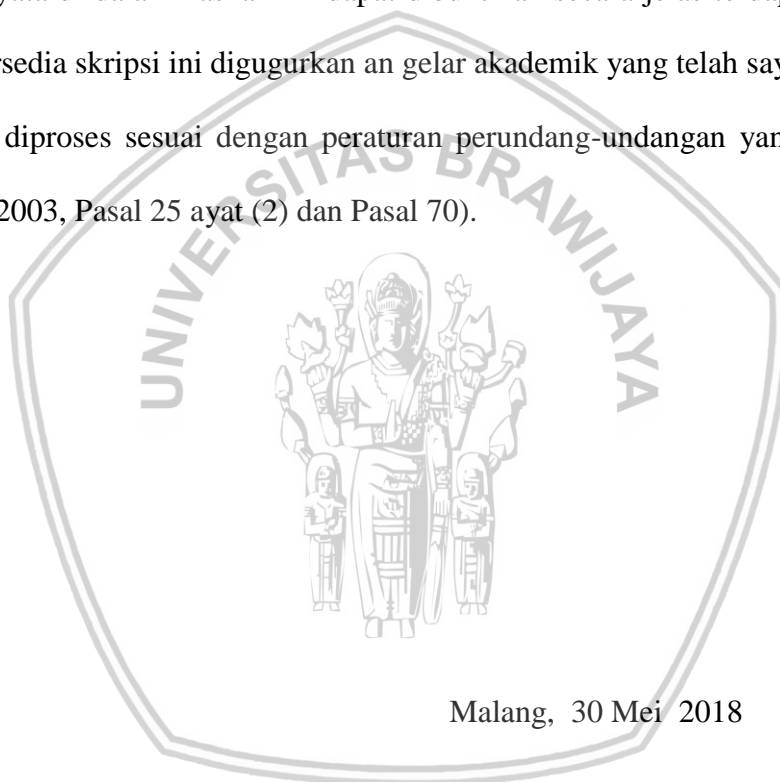 rsedia skripsi ini digugurkan an gelar akademik yang telah say
diproses sesuai dengan peraturan perundang-undangan yan
2003, Pasal 25 ayat (2) dan Pasal 70).
UNIVERSITAS BRAWIJAYA
Malang, 30 Mei 2018